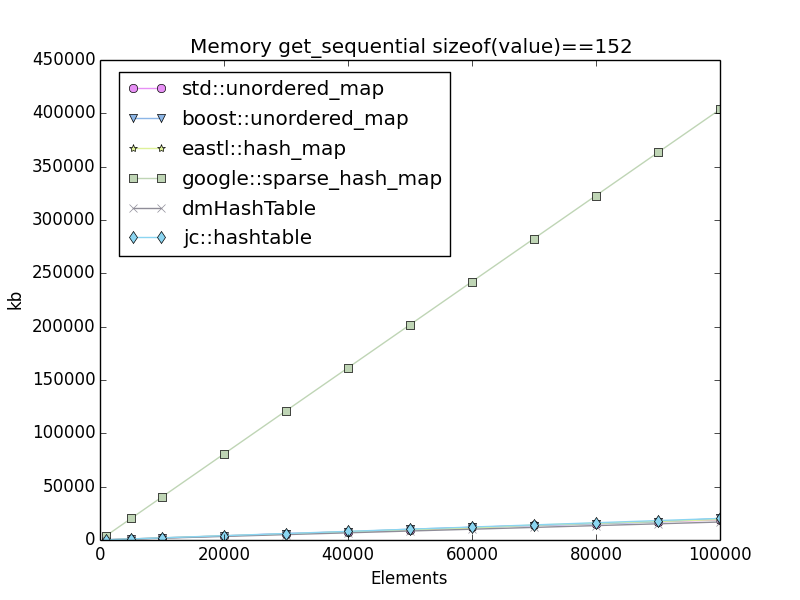 Memory get_sequential sizeof(value)==152
450000
400000
350000
300000
250000
200000
150000
100000
50000
0
kb
std::unordered_map
boost::unordered_map
eastl::hash_map
google::sparse_hash_map
dmHashTable
jc::hashtable
0 20000 40000 60000 80000 100000
Elements